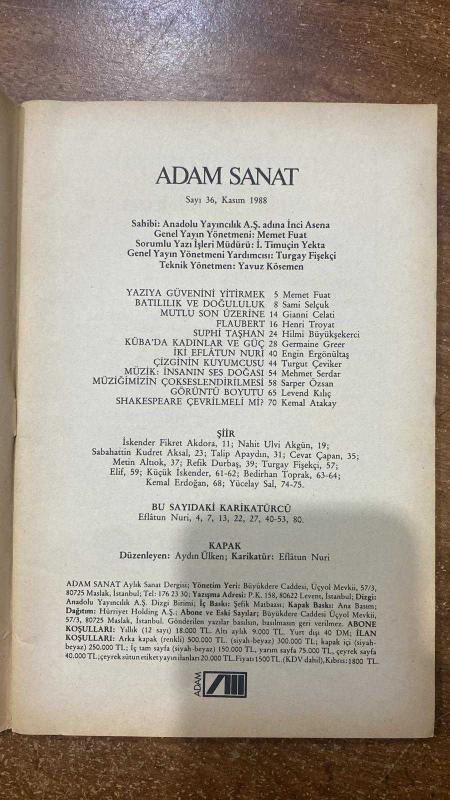 ADAM SANAT
Sayı 36, Kasım 1988
Sahibi: Anadolu Yayıncılık A.Ş. adına İnci Asena
Genel Yayın Yönetmeni: Memet Fuat
Sorumlu Yazı İşleri Müdürü: İ. Timuçin Yekta
Genel Yayın Yönetmeni Yardımcısı: Turgay Fişekçi
Teknik Yönetmen: Yavuz Kösemen
YAZIYA GÜVENİNİ YİTİRMEK 5 Memet Fuat
BATILILIK VE DOĞULULUK 8 Sami Selçuk
MUTLU SON ÜZERİNE 14 Gianni Celati
FLAUBERT 16 Henri Troyat
SUPHİ TAŞHAN 24 Hilmi Büyükşekerci
KÜBA'DA KADINLAR VE GÜÇ 28 Germaine Greer
İKİ EFLÂTUN NURİ 40 Engin Ergönültaş
ÇİZGİNİN KUYUMCUSU 44 Turgut Çeviker
MÜZİK: İNSANIN SES DOĞASI 54 Mehmet Serdar
MÜZİĞİMİZİN ÇOKSESLENDİRİLMESİ 58 Sarper Özsan
GÖRÜNTÜ BOYUTU 65 Levend Kılıç
SHAKESPEARE ÇEVRİLMELİ Mİ? 70 Kemal Atakay
ŞİİR
İskender Fikret Akdora, 11; Nahit Ulvi Akgün, 19;
Sabahattin Kudret Aksal, 23; Talip Apaydın, 31; Cevat Çapan, 35;
Metin Altıok, 37; Refik Durbaş, 39; Turgay Fişekçi, 57;
Elif, 59; Küçük İskender, 61-62; Bedirhan Toprak, 63-64;
Kemal Erdoğan, 68; Yücelay Sal, 74-75.
BU SAYIDAKİ KARİKATÜRCÜ
Eflâtun Nuri, 4, 7, 13, 22, 27, 40-53, 80.
KAPAK
Düzenleyen: Aydın Ülken; Karikatür: Eflâtun Nuri
ADAM SANAT Aylık Sanat Dergisi; Yönetim Yeri: Büyükdere Caddesi, Üçyol Mevkii, 57/3,
80725 Maslak, İstanbul; Tel: 176 23 30; Yazışma Adresi: P.K. 158, 80622 Levent, İstanbul; Dizgi:
Anadolu Yayıncılık A.Ş. Dizgi Birimi; İç Baskı: Şefik Matbaası; Kapak Baskı: Ana Basım;
Dağıtım: Hürriyet Holding A.Ş.; Abone ve Eski Sayılar; Büyükdere Caddesi Üçyol Mevkii,
57/3, 80725 Maslak, İstanbul. Gönderilen yazılar basılsın, basılmasın geri verilmez. ABONE
KOŞULLARI: Yıllık (12 sayı) 18.000 TL. Altı aylık 9.000 TL. Yurt dışı 40 DM; İLAN
KOŞULLARI: Arka kapak (renkli) 500.000 TL. (siyah-beyaz) 300.000 TL.; kapak içi (siyah-
beyaz) 250.000 TL.; İç tam sayfa (siyah-beyaz) 150.000 TL, yarım sayfa 75.000 TL, çeyrek sayfa
40.000 TL.; çeyrek sütun etiket yayın ilanları 20.000 TL. Fiyatı 1500 TL. (KDV dahil), Kıbrıs: 1800 TL.
ADAM